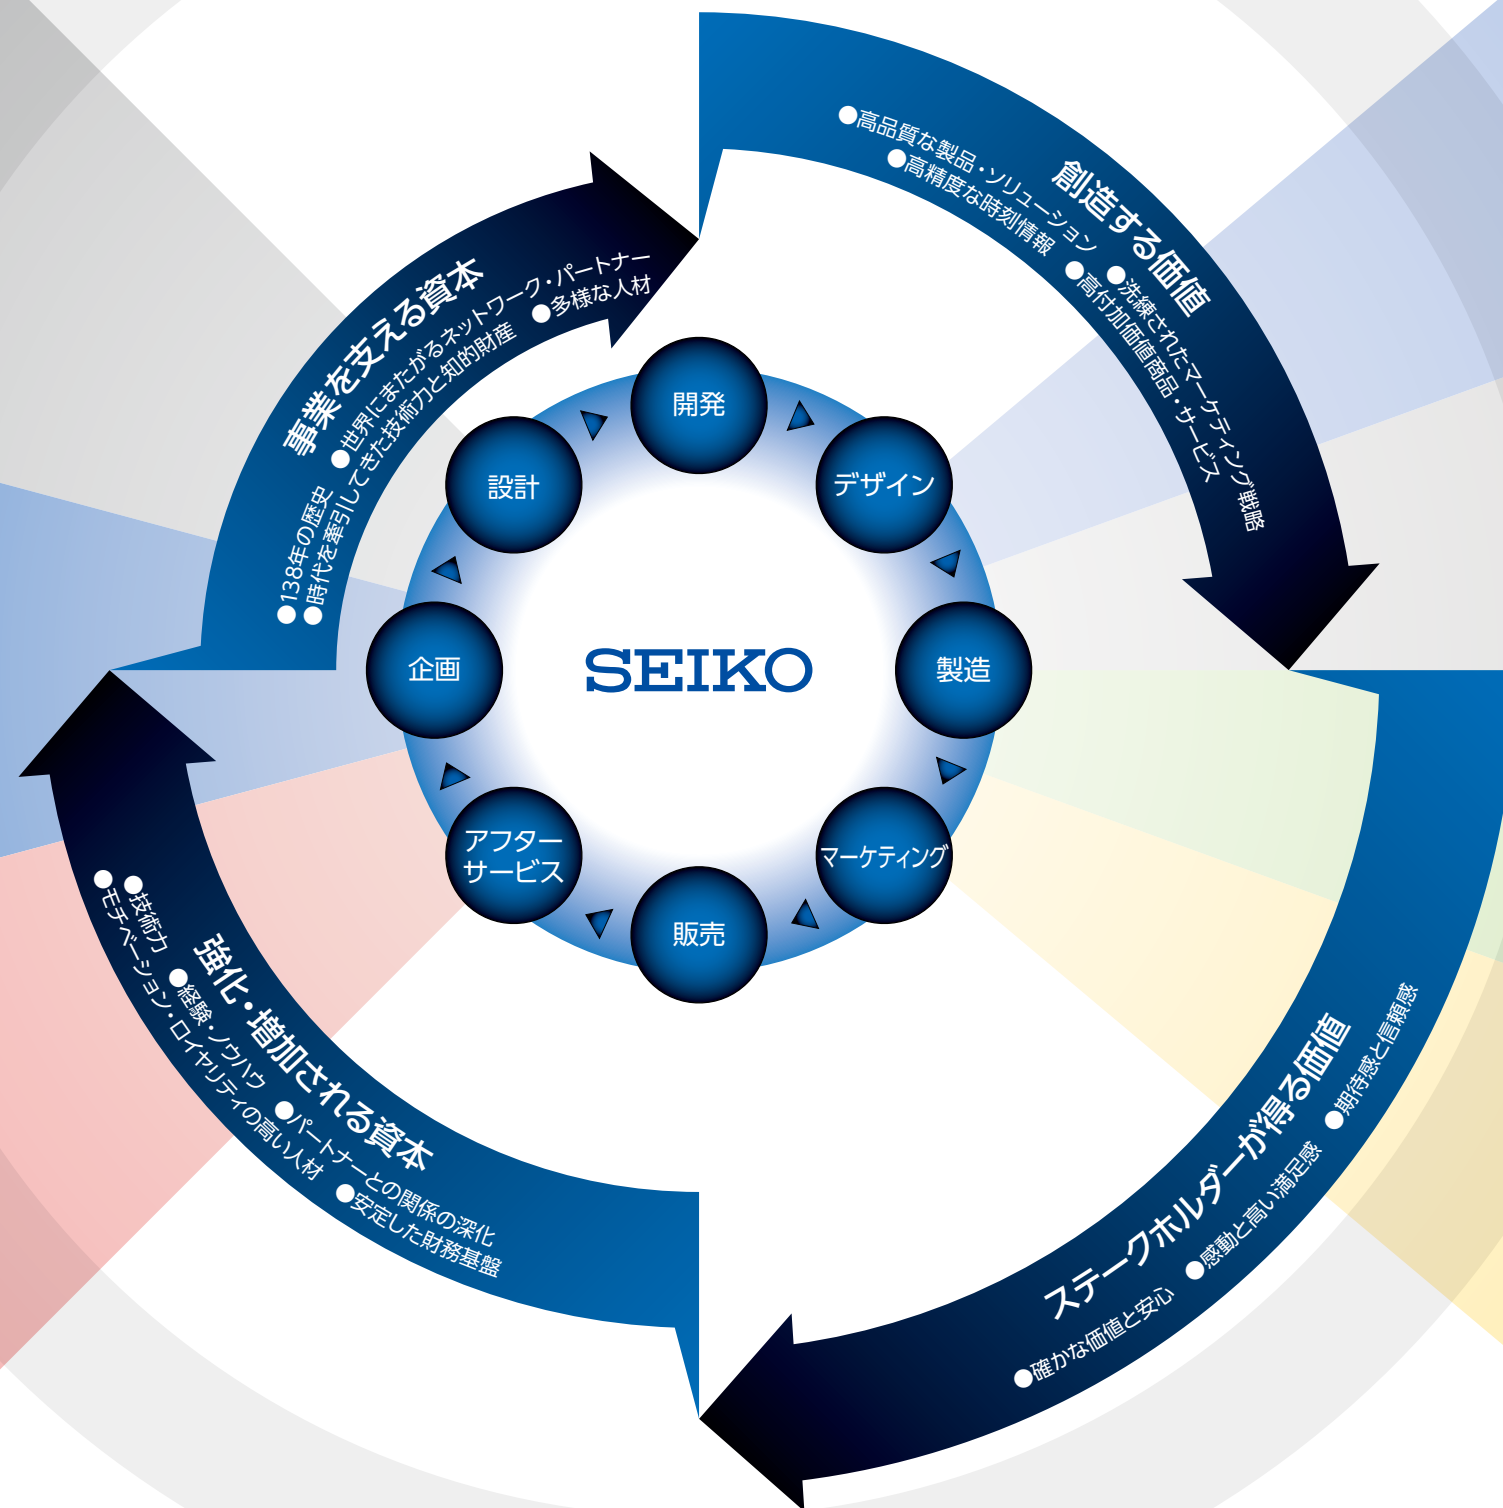 事業を支える資本
●138年の歴史 ●世界にまたがるネットワーク・パートナー
●時代を牽引してきた技術力と知的財産 ●多様な人材
創造する価値
●高品質な製品・ソリューション ●洗練されたマーケティング戦略
●高精度な時刻情報 ●高付加価値商品・サービス
ステークホルダーが得る価値
●確かな価値と安心 ●感動と高い満足感 ●期待感と信頼感
強化・増加される資本
●技術力 ●経験・ノウハウ ●パートナーとの関係の深化
●モチベーション・ロイヤリティの高い人材 ●安定した財務基盤
開発
デザイン
製造
マーケティング
販売
アフター
サービス
企画
設計
SEIKO